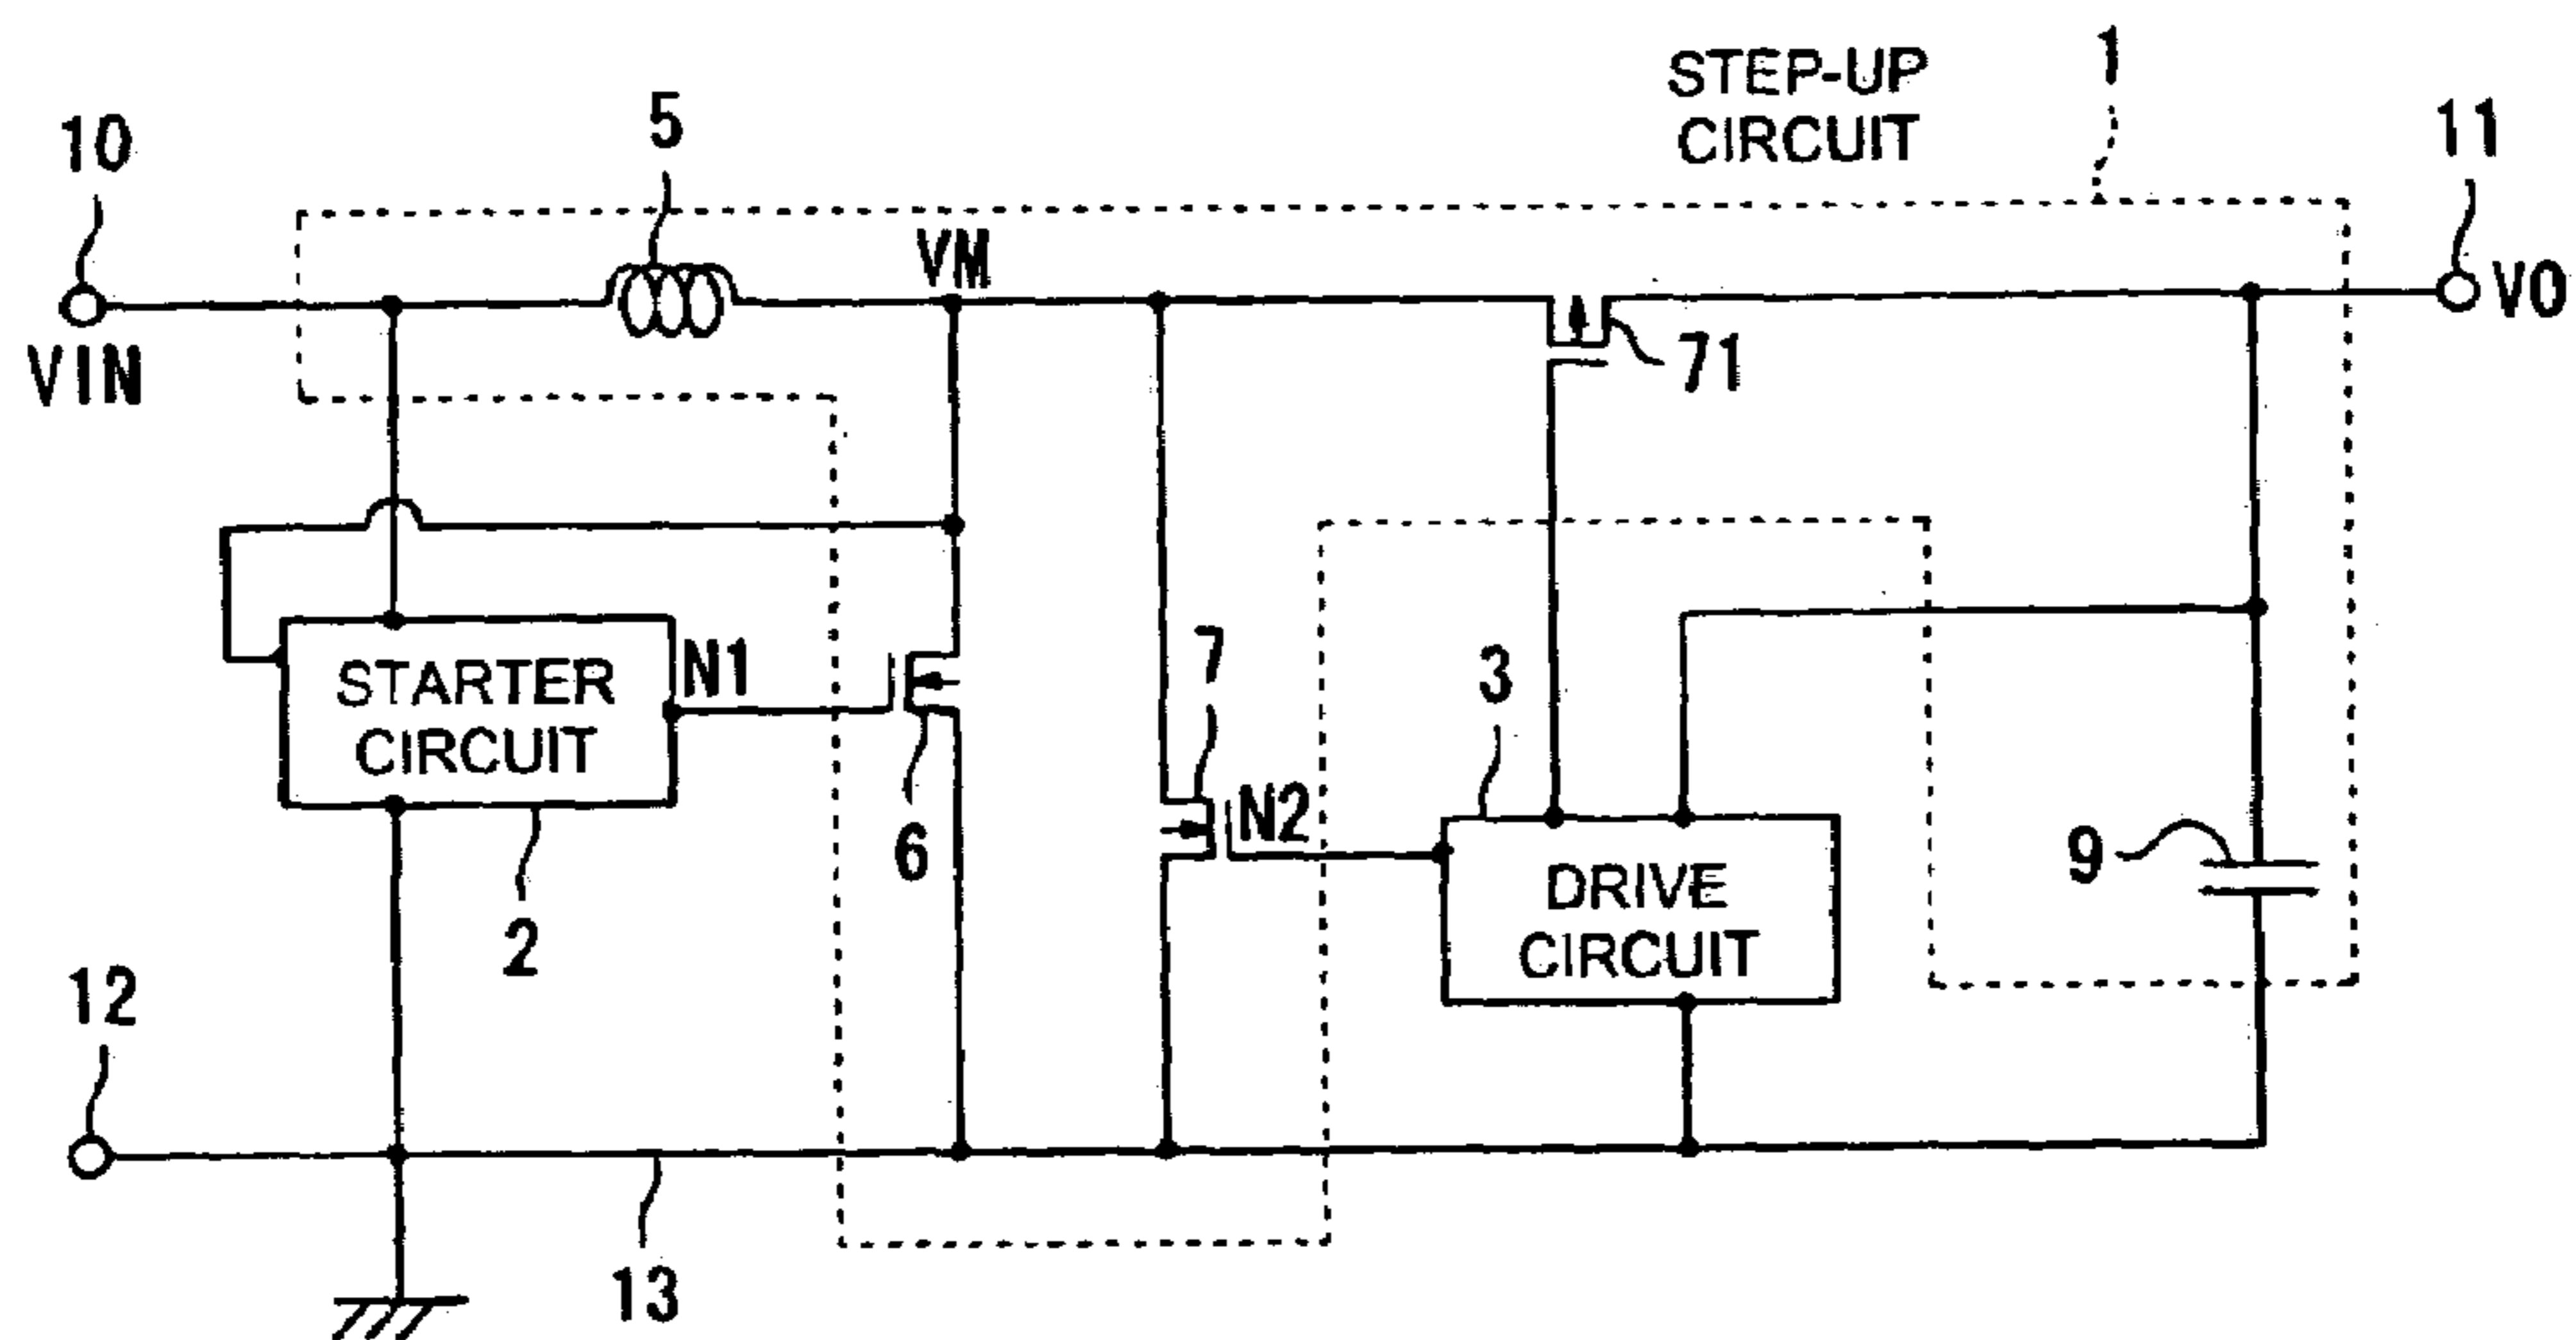 STEP-UP
CIRCUIT
1
10
5
11
VM
VIN
VO
71
STARTER
CIRCUIT
N1
7
3
6
N2
DRIVE
CIRCUIT
9
2
12
13